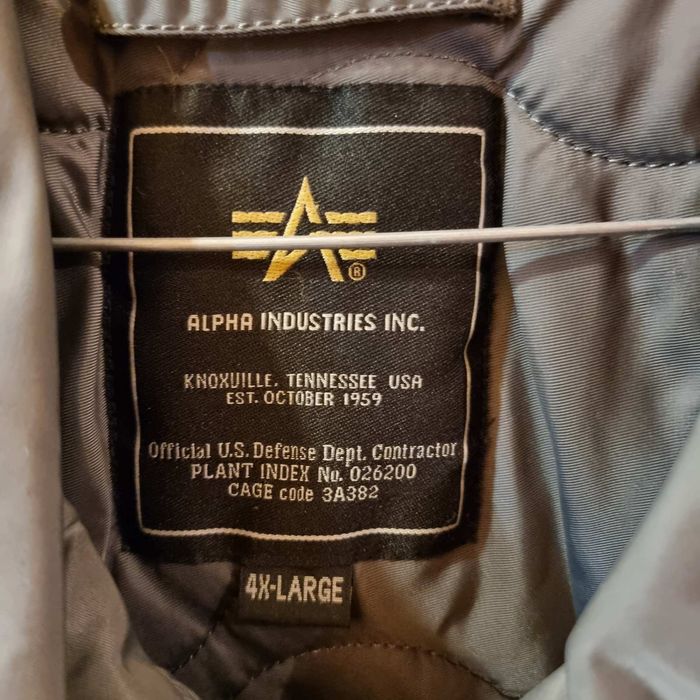 ®
ALPHA INDUSTRIES INC.
KNOXVILLE, TENNESSEE USA
EST. OCTOBER 1959
Official U.S. Defense Dept. Contractor
PLANT INDEX No. 026200
CAGE code 3A382
4X-LARGE